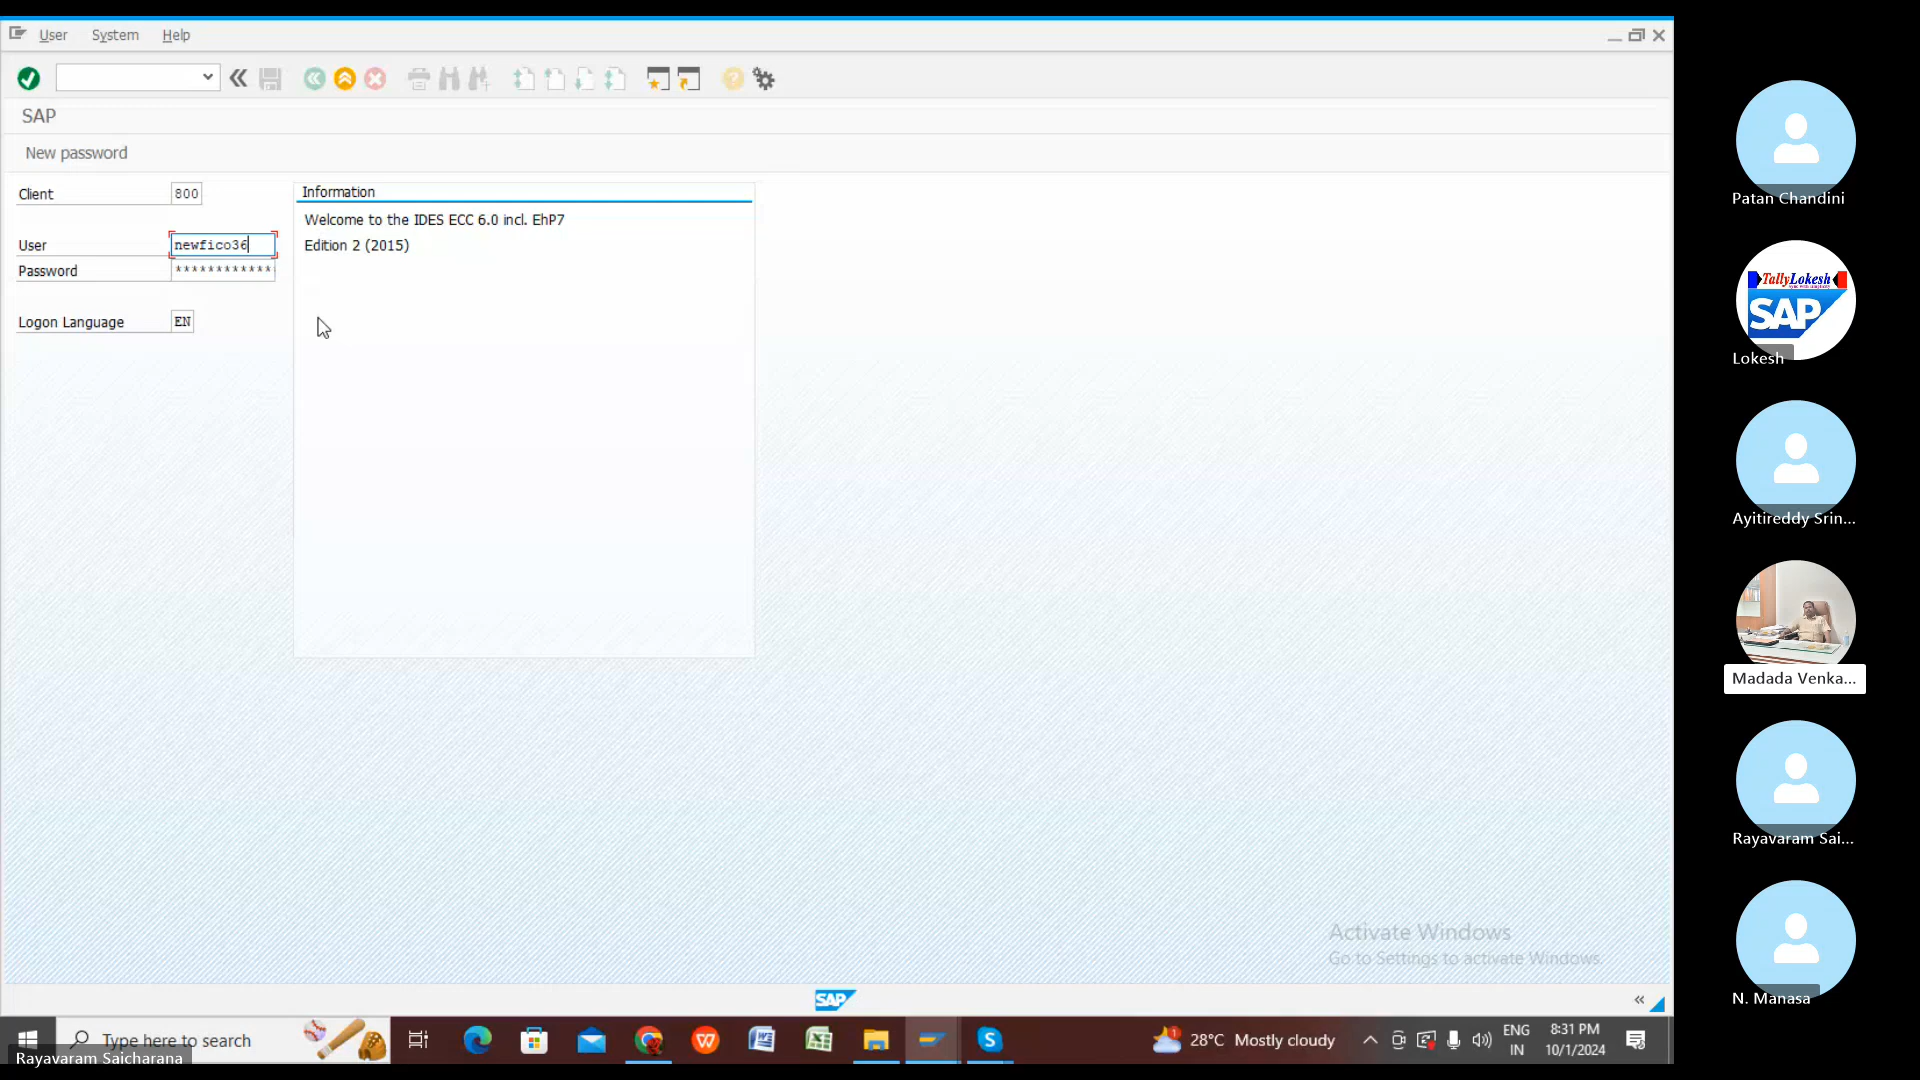 User System Help
SAP
New password
Client 800
User newfico36
Password *************
Logon Language EN
Information
Welcome to the IDES ECC 6.0 incl. EhP7
Edition 2 (2015)
Activate Windows
Go to Settings to activate Windows.
SAP
Type here to search
28°C Mostly cloudy
ENG
IN
8:31 PM
10/1/2024
Rayavaram Saicharana
Patan Chandini
TallyLokesh
SAP
Lokesh
Ayitireddy Srin...
Madada Venka...
Rayavaram Sai...
N. Manasa